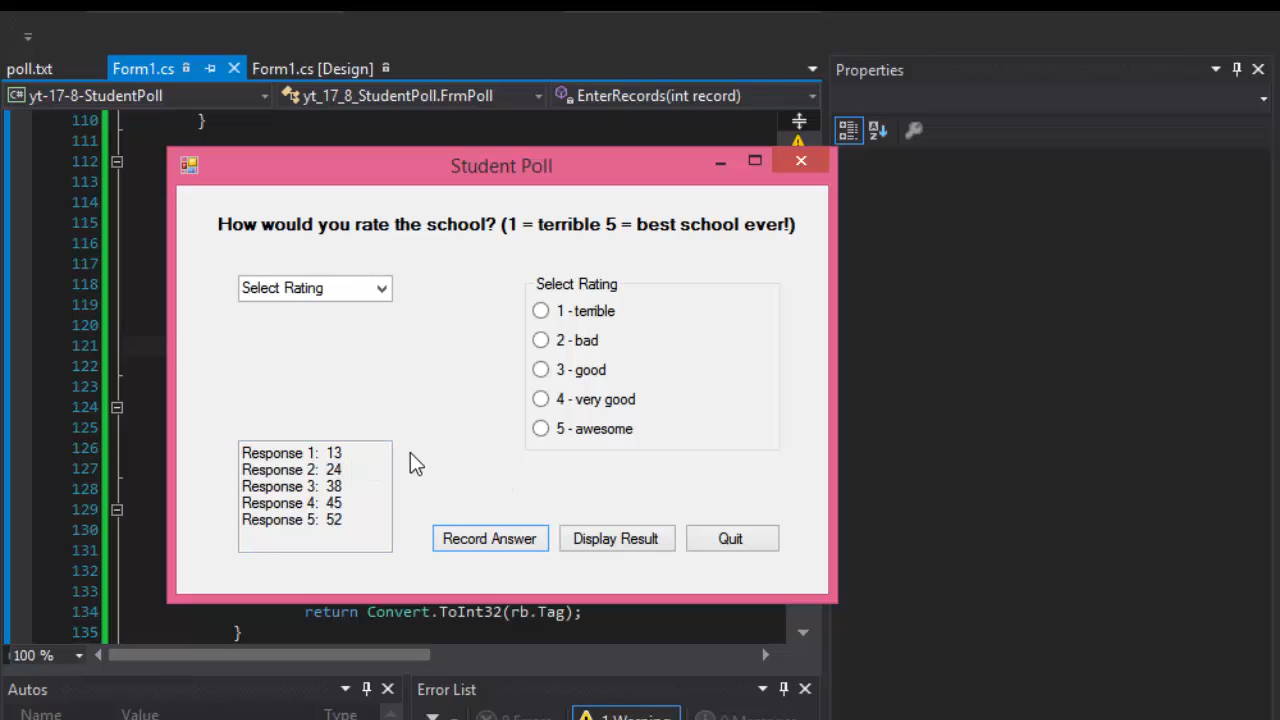 poll.txt Form1.cs Form1.cs [Design] Properties
C# yt-17-8-StudentPoll yt_17_8_StudentPoll.FrmPoll EnterRecords(int record)
110 }
111
112
113
114
115
116
117
118
119
120
121
122
123
124
125
126
127
128
129
130
131
132
133
134 return Convert.ToInt32(rb.Tag);
135 }
Student Poll
How would you rate the school? (1 = terrible 5 = best school ever!)
Select Rating
Select Rating
1 - terrible
2 - bad
3 - good
4 - very good
5 - awesome
Response 1: 13
Response 2: 24
Response 3: 38
Response 4: 45
Response 5: 52
Record Answer Display Result Quit
100 %
Autos Error List
Name Value Type 1 Warning